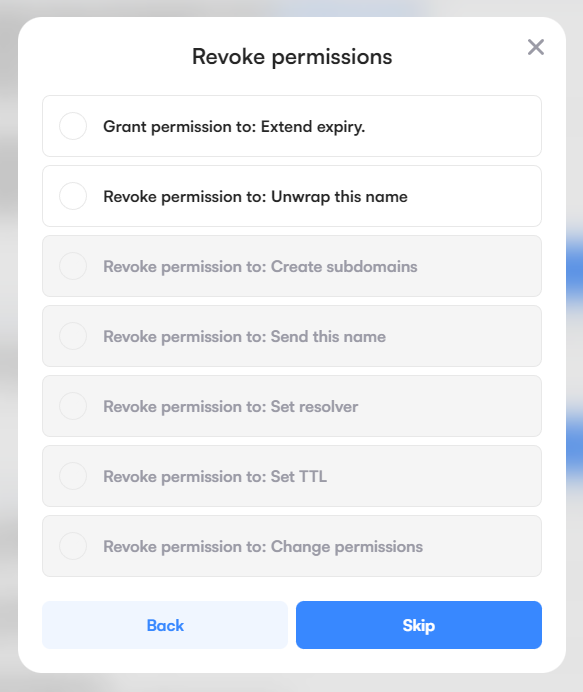 Revoke permissions
Grant permission to: Extend expiry.
Revoke permission to: Unwrap this name
Revoke permission to: Create subdomains
Revoke permission to: Send this name
Revoke permission to: Set resolver
Revoke permission to: Set TTL
Revoke permission to: Change permissions
Back
Skip